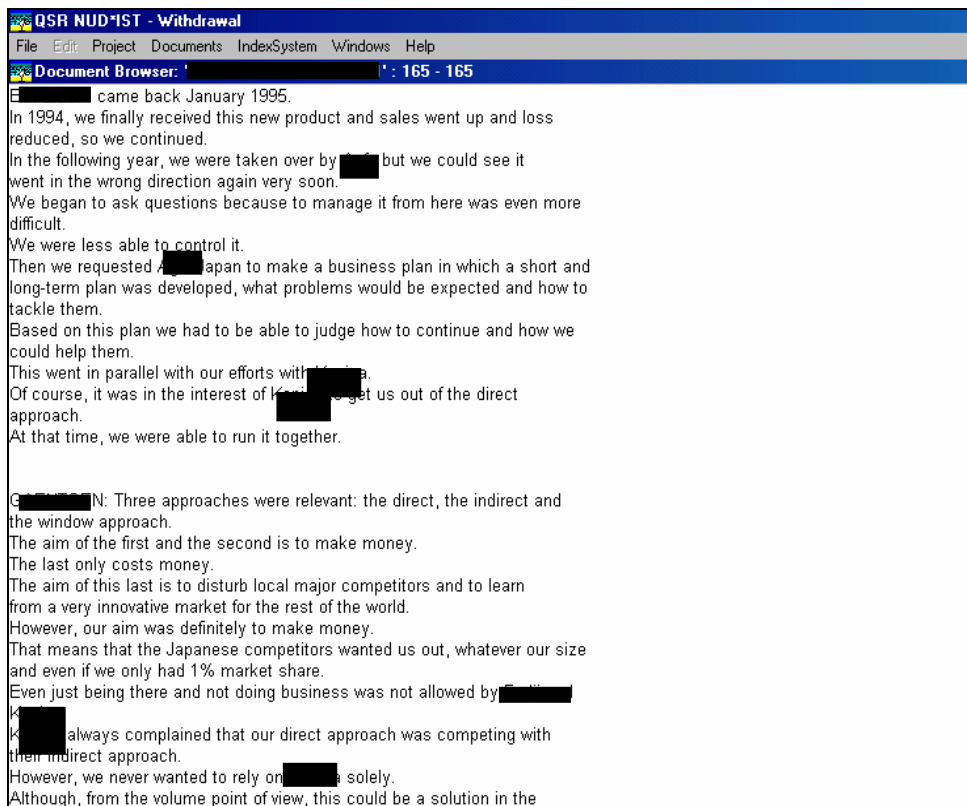 QSR NUD*IST - Withdrawal
File Edit Project Documents IndexSystem Windows Help
Document Browser: ' ' : 165 - 165
came back January 1995.
In 1994, we finally received this new product and sales went up and loss
reduced, so we continued.
In the following year, we were taken over by but we could see it
went in the wrong direction again very soon.
We began to ask questions because to manage it from here was even more
difficult.
We were less able to control it.
Then we requested to make a business plan in which a short and
long-term plan was developed, what problems would be expected and how to
tackle them.
Based on this plan we had to be able to judge how to continue and how we
could help them.
This went in parallel with our efforts with
Of course, it was in the interest of get us out of the direct
approach.
At that time, we were able to run it together.
Three approaches were relevant: the direct, the indirect and
the window approach.
The aim of the first and the second is to make money.
The last only costs money.
The aim of this last is to disturb local major competitors and to learn
from a very innovative market for the rest of the world.
However, our aim was definitely to make money.
That means that the Japanese competitors wanted us out, whatever our size
and even if we only had 1% market share.
Even just being there and not doing business was not allowed by
always complained that our direct approach was competing with
their indirect approach.
However, we never wanted to rely on solely.
Although, from the volume point of view, this could be a solution in the